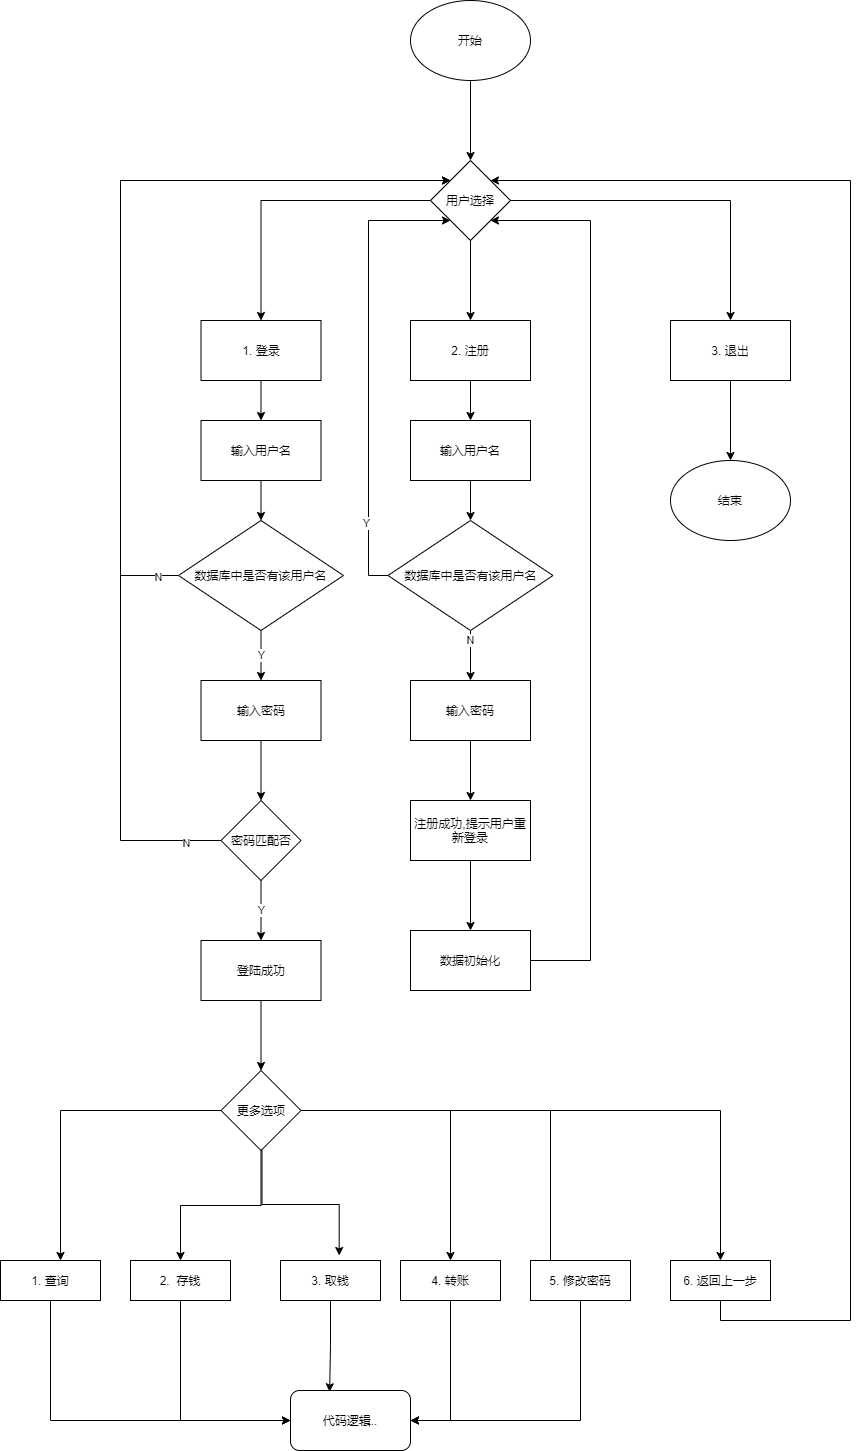 开始
用户选择
1. 登录
2. 注册
3. 退出
输入用户名
输入用户名
结束
Y
数据库中是否有该用户名
数据库中是否有该用户名
N
Y
N
输入密码
输入密码
注册成功,提示用户重
新登录
密码匹配否
N
Y
登陆成功
数据初始化
更多选项
1. 查询
2. 存钱
3. 取钱
4. 转账
5. 修改密码
6. 返回上一步
代码逻辑..